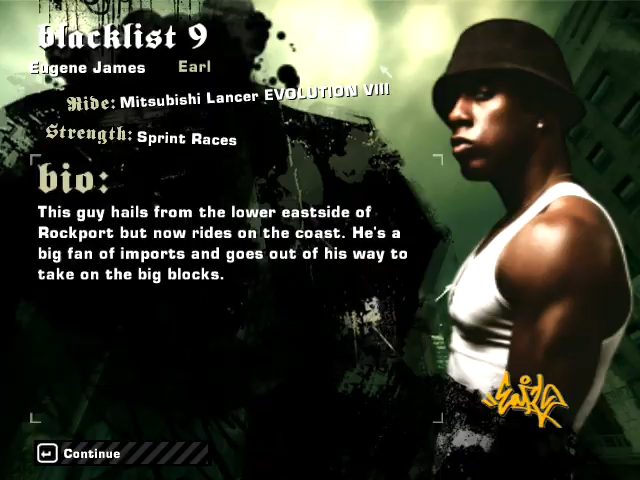 blacklist 9
Eugene James Earl
Ride: Mitsubishi Lancer EVOLUTION VIII
Strength: Sprint Races
bio:
This guy hails from the lower eastside of
Rockport but now rides on the coast. He's a
big fan of imports and goes out of his way to
take on the big blocks.
Continue